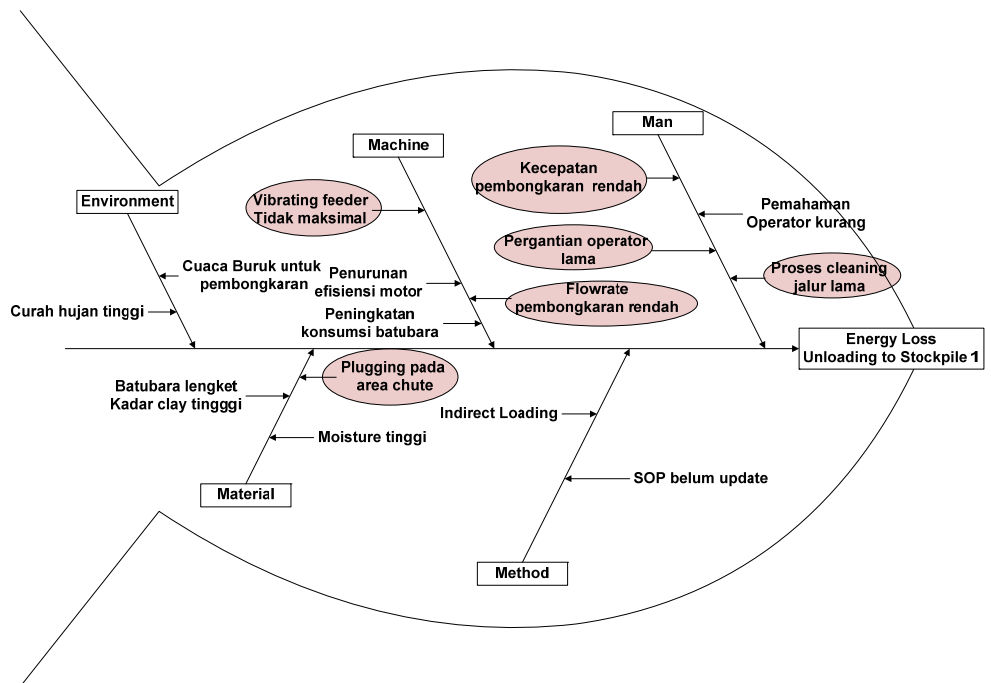 Man
Machine
Kecepatan
pembongkaran rendah
Environment
Vibrating feeder
Tidak maksimal
Pemahaman
Operator kurang
Pergantian operator
lama
Cuaca Buruk untuk
pembongkaran
Penurunan
efisiensi motor
Proses cleaning
jalur lama
Flowrate
pembongkaran rendah
Curah hujan tinggi
Peningkatan
konsumsi batubara
Energy Loss
Unloading to Stockpile 1
Plugging pada
area chute
Batubara lengket
Kadar clay tingggi
Indirect Loading
Moisture tinggi
SOP belum update
Material
Method